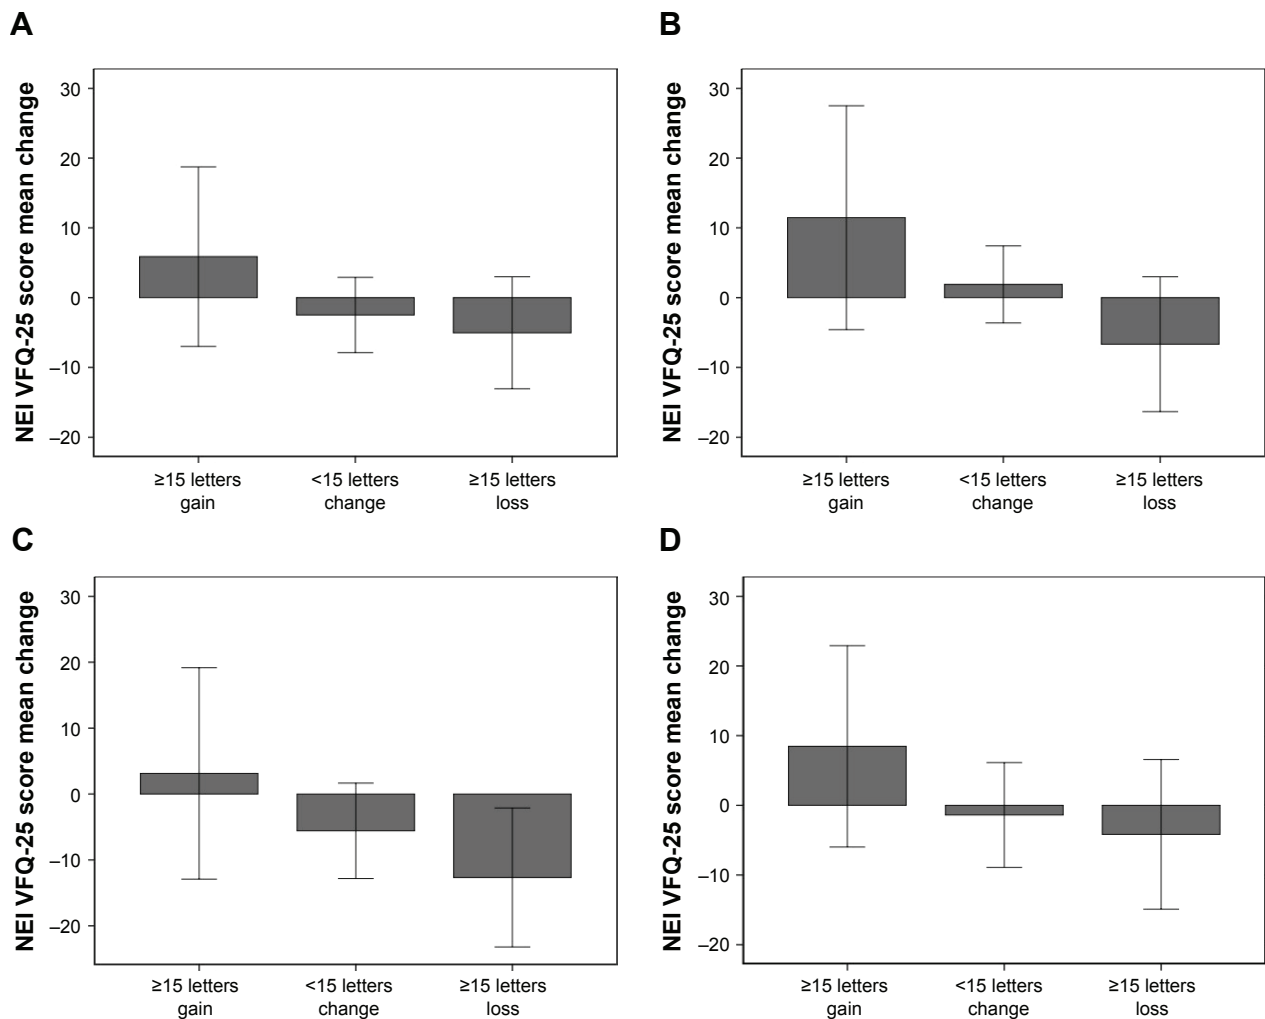 A
NEI VFQ-25 score mean change
30
20
10
0
–10
–20
≥15 letters
gain
<15 letters
change
≥15 letters
loss
B
NEI VFQ-25 score mean change
30
20
10
0
–10
–20
≥15 letters
gain
<15 letters
change
≥15 letters
loss
C
NEI VFQ-25 score mean change
30
20
10
0
–10
–20
≥15 letters
gain
<15 letters
change
≥15 letters
loss
D
NEI VFQ-25 score mean change
30
20
10
0
–10
–20
≥15 letters
gain
<15 letters
change
≥15 letters
loss